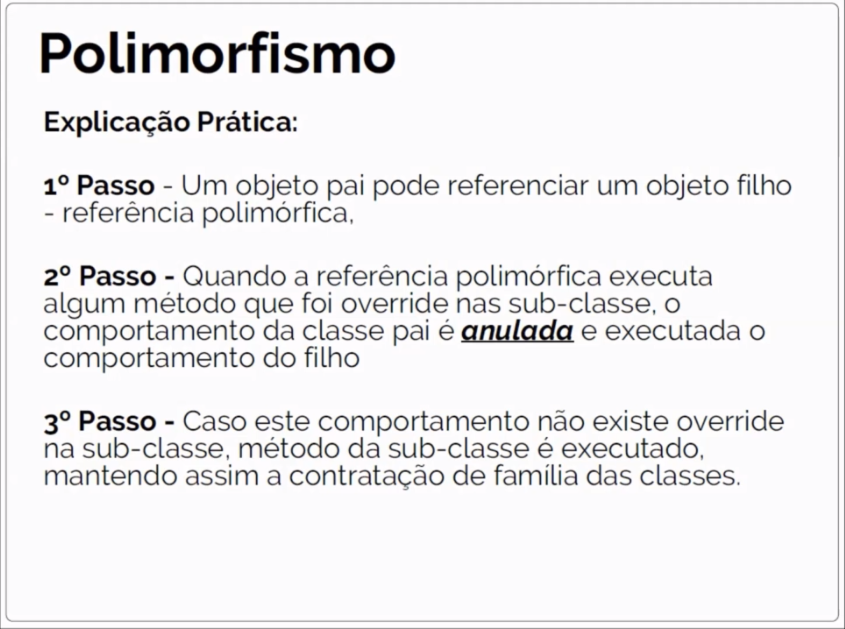 Polimorfismo
Explicação Prática:
1º Passo - Um objeto pai pode referenciar um objeto filho
- referência polimórfica,
2º Passo - Quando a referência polimórfica executa
algum método que foi override nas sub-classe, o
comportamento da classe pai é anulada e executada o
comportamento do filho
3º Passo - Caso este comportamento não existe override
na sub-classe, método da sub-classe é executado,
mantendo assim a contratação de família das classes.